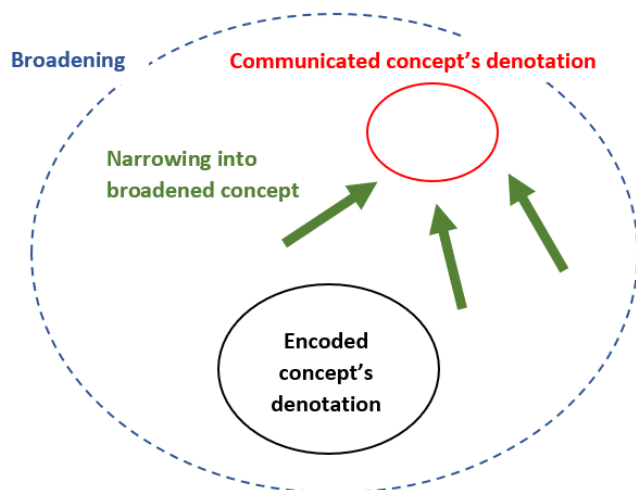 Broadening
Communicated concept’s denotation
Narrowing into
broadened concept
Encoded
concept’s
denotation